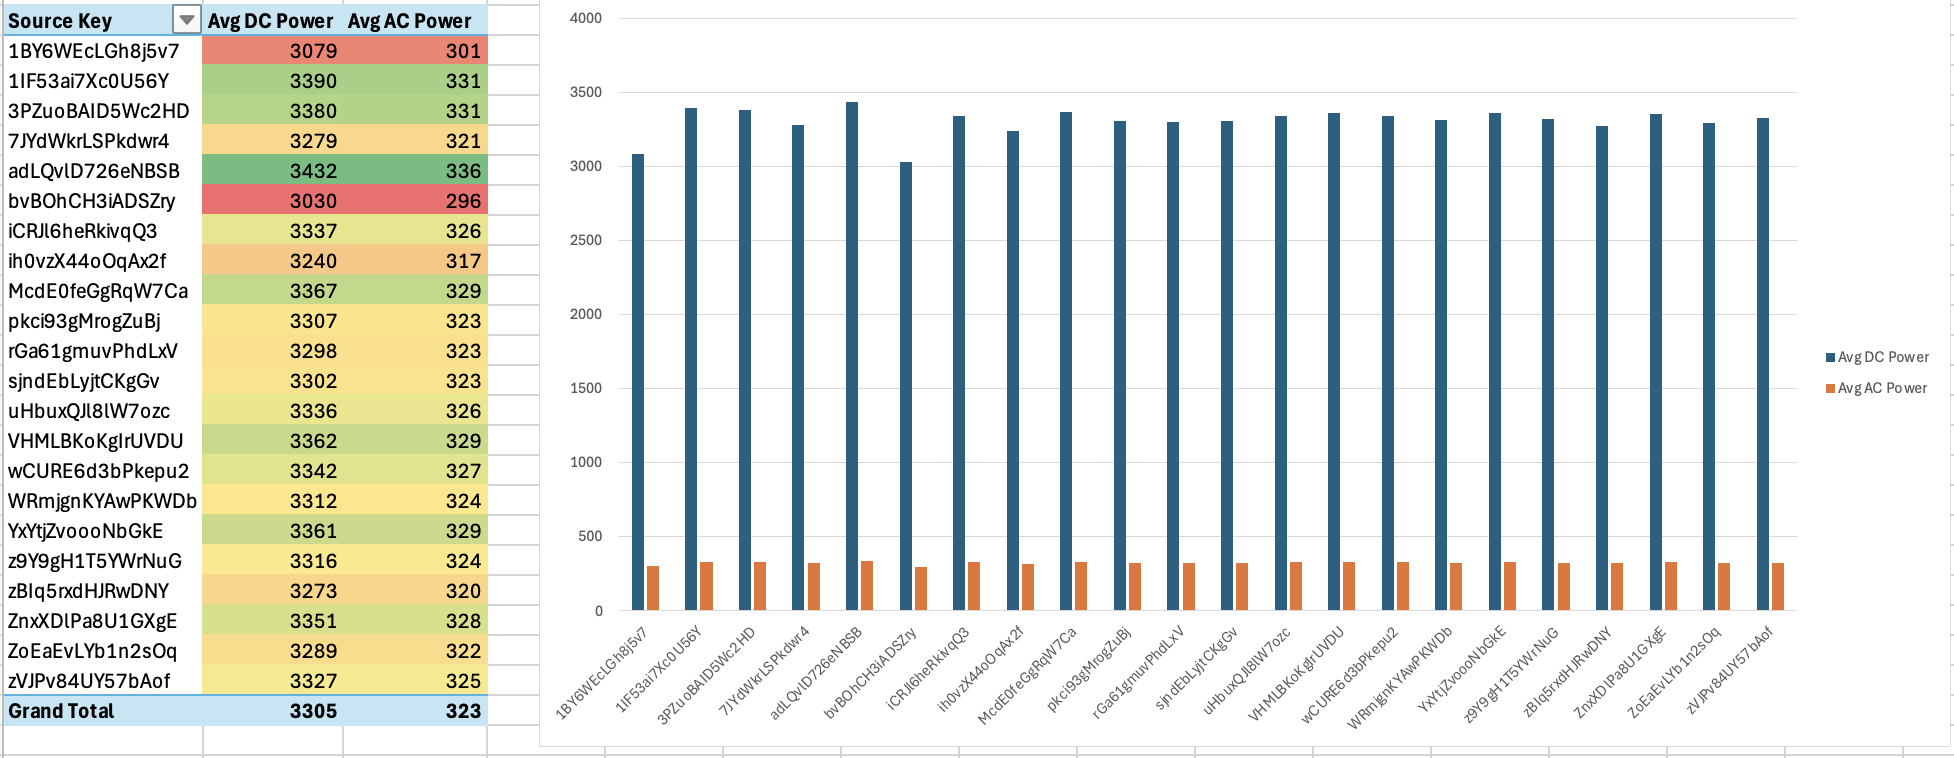 Source Key Avg DC Power Avg AC Power
1BY6WEcLGh8j5v7 3079 301
1IF53ai7Xc0U56Y 3390 331
3PZuoBAID5Wc2HD 3380 331
7JYdWkrLSPkdwr4 3279 321
adLQvlD726eNBSB 3432 336
bvBOhCH3iADSZry 3030 296
iCRJl6heRkivqQ3 3337 326
ih0vzX44oOqAx2f 3240 317
McdE0feGgRqW7Ca 3367 329
pkci93gMrogZuBj 3307 323
rGa61gmuvPhdLxV 3298 323
sjndEbLyjtCKgGv 3302 323
uHbuxQJl8lW7ozc 3336 326
VHMLBKoKgIrUVDU 3362 329
wCURE6d3bPkepu2 3342 327
WRmjgnKYAwPKWDb 3312 324
YxYtjZvoooNbGkE 3361 329
z9Y9gH1T5YWrNuG 3316 324
zBIq5rxdHJRwDNY 3273 320
ZnxXDlPa8U1GXgE 3351 328
ZoEaEvLYb1n2sOq 3289 322
zVJPv84UY57bAof 3327 325
Grand Total 3305 323
4000
3500
3000
2500
2000
1500
1000
500
0
1BY6WEcLGh8j5v7
1IF53ai7Xc0U56Y
3PZuoBAID5Wc2HD
7JYdWkrLSPkdwr4
adLQvlD726eNBSB
bvBOhCH3iADSZry
iCRJl6heRkivqQ3
ih0vzX44oOqAx2f
McdE0feGgRqW7Ca
pkci93gMrogZuBj
rGa61gmuvPhdLxV
sjndEbLyjtCKgGv
uHbuxQJl8lW7ozc
VHMLBKoKgIrUVDU
wCURE6d3bPkepu2
WRmjgnKYAwPKWDb
YxYtjZvoooNbGkE
z9Y9gH1T5YWrNuG
zBIq5rxdHJRwDNY
ZnxXDlPa8U1GXgE
ZoEaEvLYb1n2sOq
zVJPv84UY57bAof
Avg DC Power
Avg AC Power